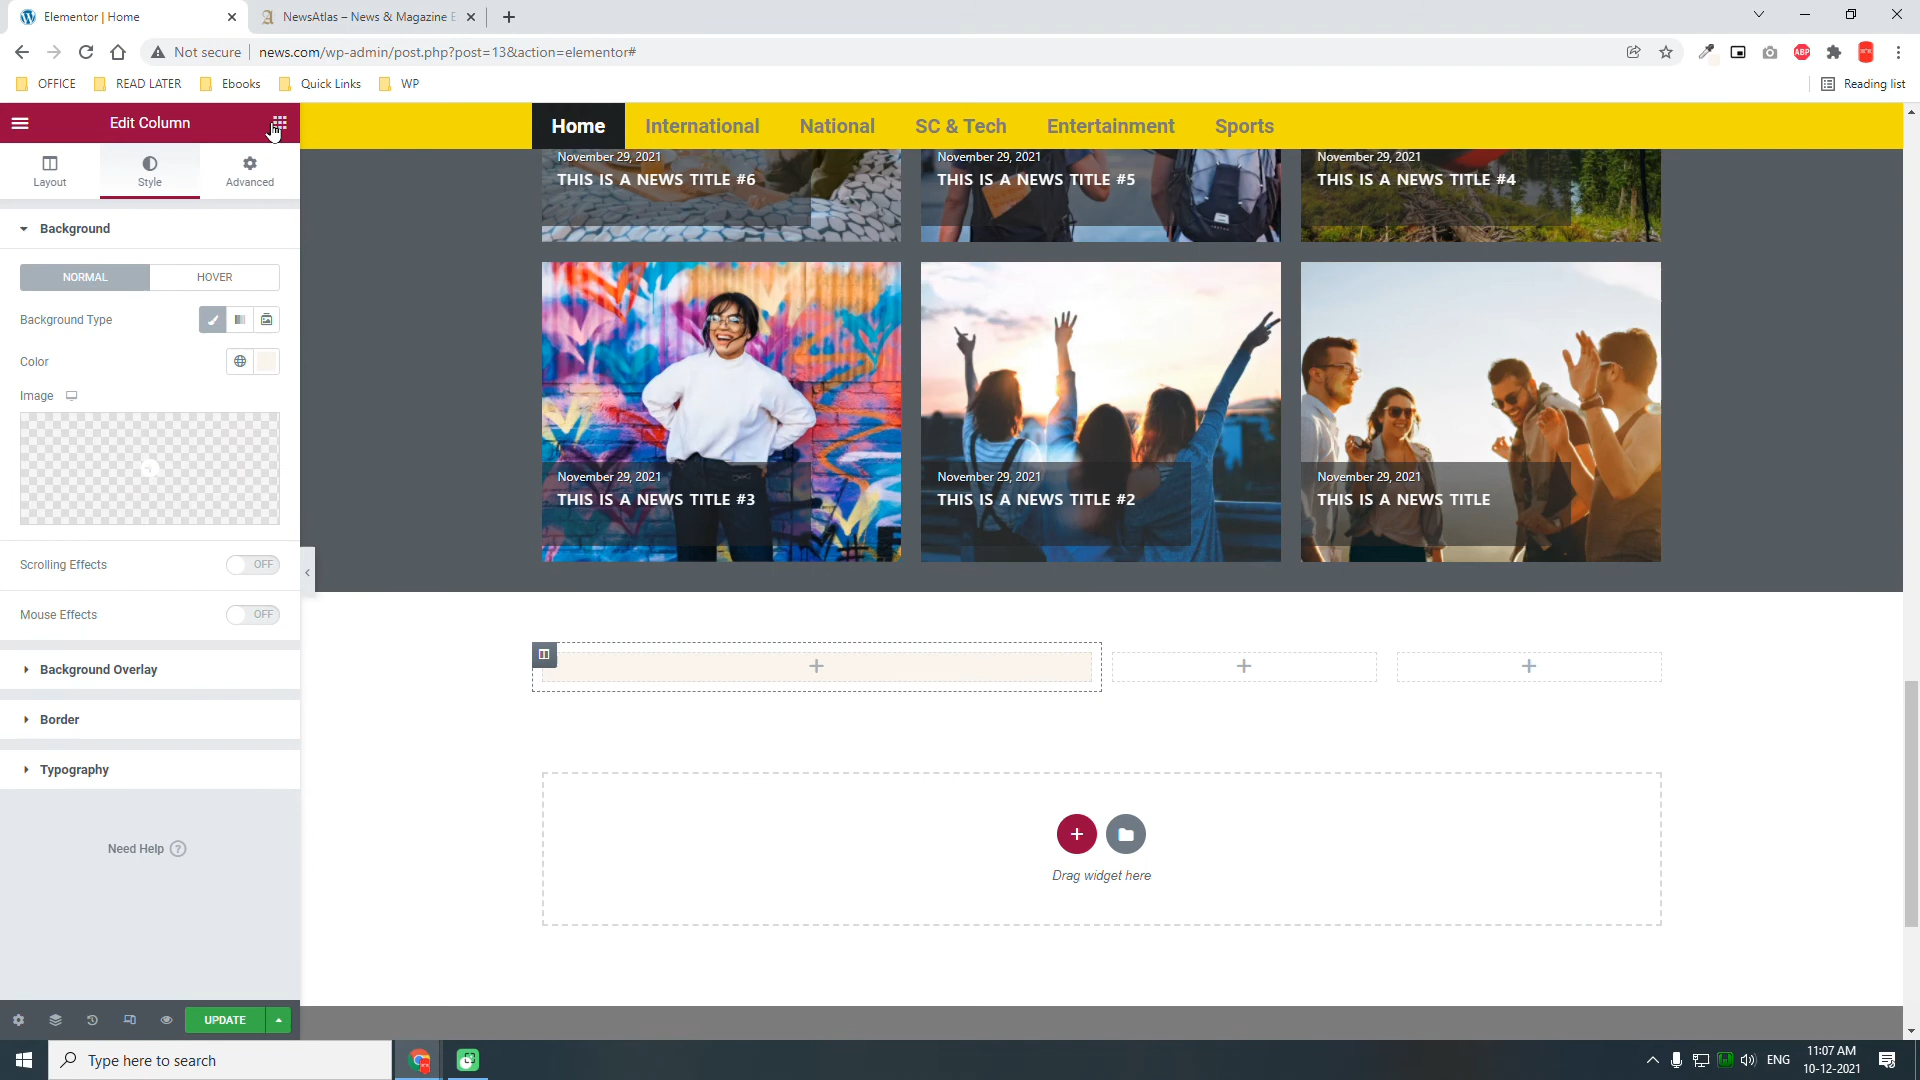 Elementor | Home
NewsAtlas – News & Magazine E
Not secure
news.com/wp-admin/post.php?post=13&action=elementor#
ABP
OFFICE
READ LATER
Ebooks
Quick Links
WP
Reading list
Edit Column
Layout
Style
Advanced
Background
NORMAL
HOVER
Background Type
Color
Image
Scrolling Effects
OFF
Mouse Effects
OFF
Background Overlay
Border
Typography
Need Help ?
UPDATE
Home
International
National
SC & Tech
Entertainment
Sports
November 29, 2021
THIS IS A NEWS TITLE #6
November 29, 2021
THIS IS A NEWS TITLE #5
November 29, 2021
THIS IS A NEWS TITLE #4
November 29, 2021
THIS IS A NEWS TITLE #3
November 29, 2021
THIS IS A NEWS TITLE #2
November 29, 2021
THIS IS A NEWS TITLE
Drag widget here
Type here to search
ENG
11:07 AM
10-12-2021